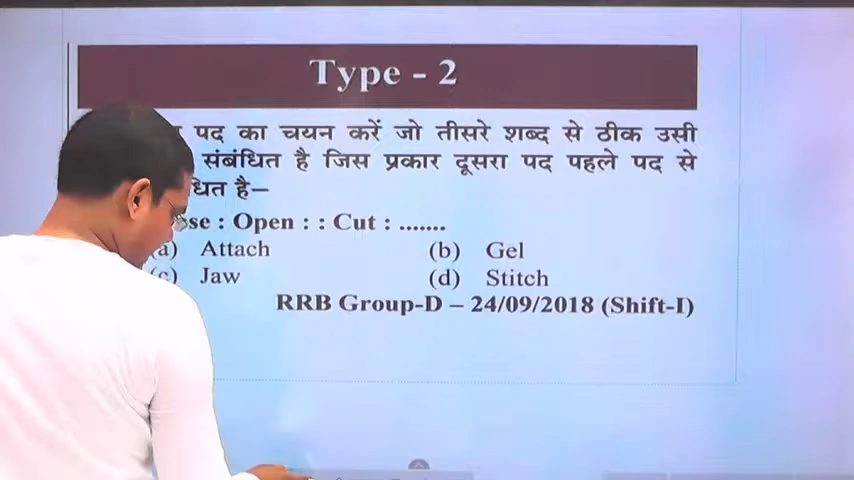 Type - 2
पद का चयन करें जो तीसरे शब्द से ठीक उसी
संबंधित है जिस प्रकार दूसरा पद पहले पद से
है–
: Open : : Cut : .......
(a) Attach (b) Gel
(c) Jaw (d) Stitch
RRB Group-D – 24/09/2018 (Shift-I)